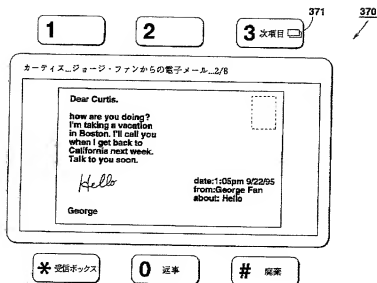 371
370
1
2
3 次項目
カーティス...ジョージ・ファンからの電子メール...2/8
Dear Curtis.
how are you doing?
I'm taking a vacation
in Boston. I'll call you
when I get back to
California next week.
Talk to you soon.
Hello
George
date:1:05pm 9/22/95
from:George Fan
about: Hello
* 受信ボックス
0 返事
# 廃棄